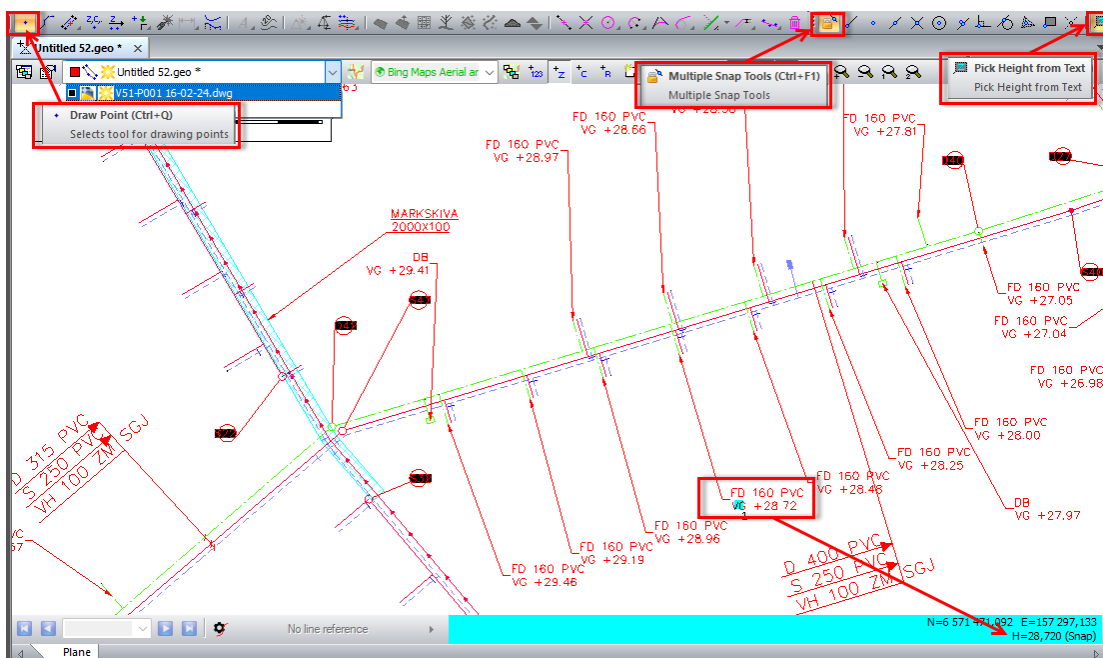 Untitled 52.geo *
Untitled 52.geo *
Bing Maps Aerial ar
V51-P001 16-02-24.dwg
Draw Point (Ctrl+Q)
Selects tool for drawing points
Multiple Snap Tools (Ctrl+F1)
Multiple Snap Tools
Pick Height from Text
Pick Height from Text
FD 160 PVC
VG +28.66
FD 160 PVC
VG +27.81
FD 160 PVC
VG +28.97
MARKSKIVA
2000X100
DB
VG +29.41
FD 160 PVC
VG +27.05
FD 160 PVC
VG +27.04
FD 160 PVC
VG +26.98
FD 160 PVC
VG +28.00
FD 160 PVC
VG +28.25
FD 160 PVC
VG +28.48
FD 160 PVC
VG +28.72
1
DB
VG +27.97
FD 160 PVC
VG +28.96
FD 160 PVC
VG +29.19
FD 160 PVC
VG +29.46
D 315 PVC
S 250 PVC
VH 100 ZM SGJ
D 400 PVC
S 250 PVC
VH 100 ZM SGJ
No line reference
N=6 571 471,092 E=157 297,133
H=28,720 (Snap)
Plane